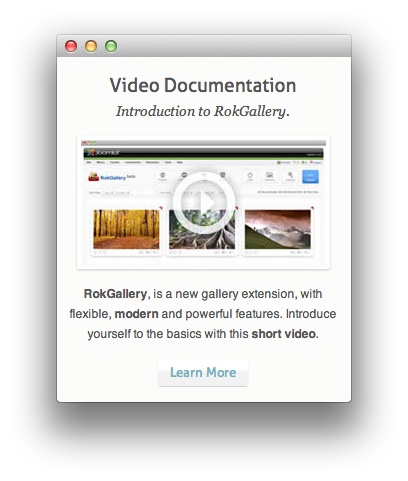 Video Documentation
Introduction to RokGallery.
Joomla!
RokGallery
RokGallery, is a new gallery extension, with
flexible, modern and powerful features. Introduce
yourself to the basics with this short video.
Learn More